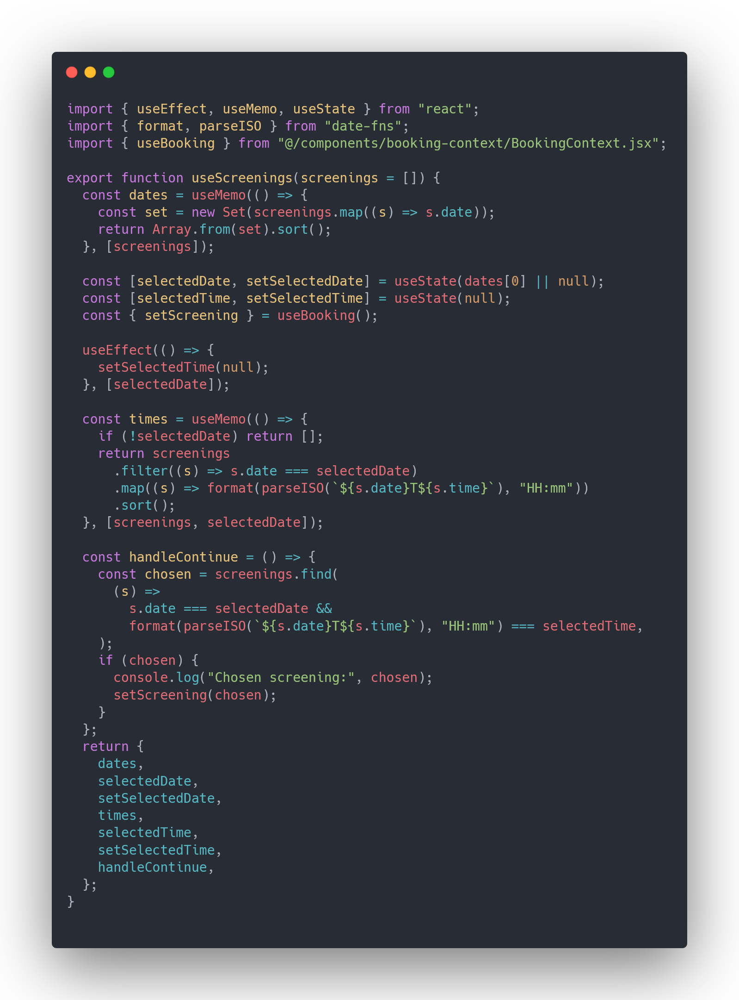 import { useEffect, useMemo, useState } from "react";
import { format, parseISO } from "date-fns";
import { useBooking } from "@/components/booking-context/BookingContext.jsx";

export function useScreenings(screenings = []) {
  const dates = useMemo(() => {
    const set = new Set(screenings.map((s) => s.date));
    return Array.from(set).sort();
  }, [screenings]);

  const [selectedDate, setSelectedDate] = useState(dates[0] || null);
  const [selectedTime, setSelectedTime] = useState(null);
  const { setScreening } = useBooking();

  useEffect(() => {
    setSelectedTime(null);
  }, [selectedDate]);

  const times = useMemo(() => {
    if (!selectedDate) return [];
    return screenings
      .filter((s) => s.date === selectedDate)
      .map((s) => format(parseISO(`${s.date}T${s.time}`), "HH:mm"))
      .sort();
  }, [screenings, selectedDate]);

  const handleContinue = () => {
    const chosen = screenings.find(
      (s) =>
        s.date === selectedDate &&
        format(parseISO(`${s.date}T${s.time}`), "HH:mm") === selectedTime,
    );
    if (chosen) {
      console.log("Chosen screening:", chosen);
      setScreening(chosen);
    }
  };
  return {
    dates,
    selectedDate,
    setSelectedDate,
    times,
    selectedTime,
    setSelectedTime,
    handleContinue,
  };
}